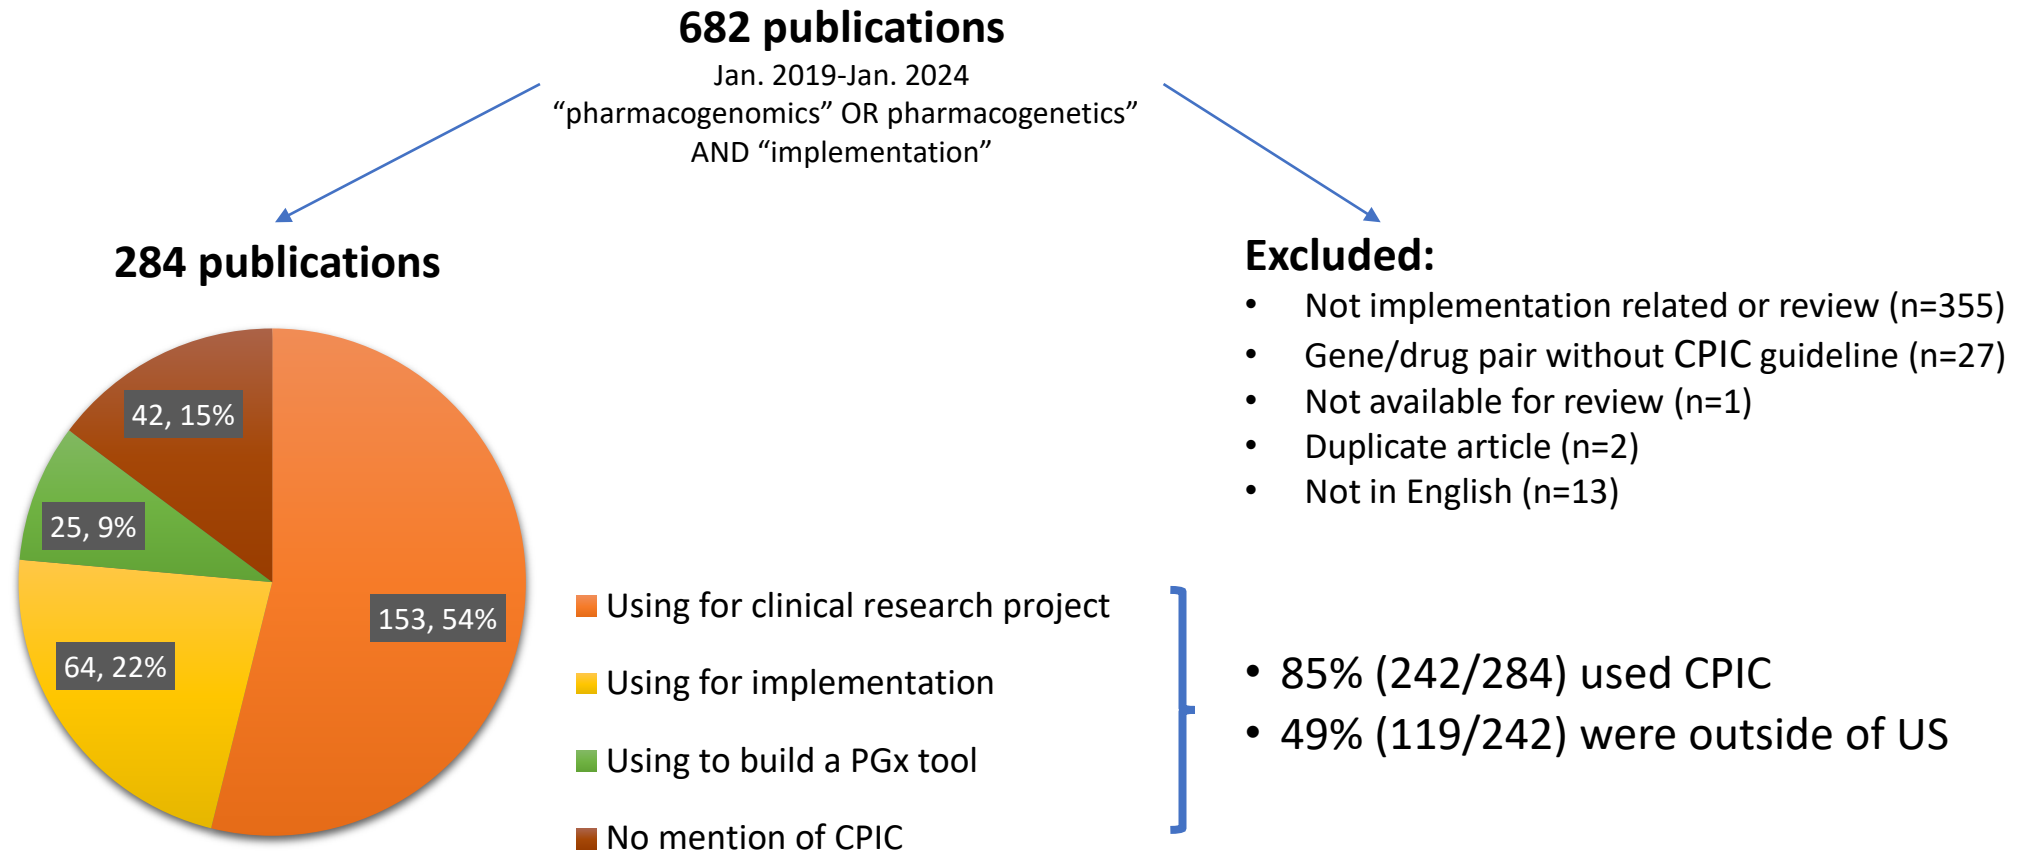 682 publications
Jan. 2019-Jan. 2024
“pharmacogenomics” OR pharmacogenetics”
AND “implementation”
284 publications
42, 15%
25, 9%
64, 22%
153, 54%
Excluded:
• Not implementation related or review (n=355)
• Gene/drug pair without CPIC guideline (n=27)
• Not available for review (n=1)
• Duplicate article (n=2)
• Not in English (n=13)
Using for clinical research project
Using for implementation
Using to build a PGx tool
No mention of CPIC
• 85% (242/284) used CPIC
• 49% (119/242) were outside of US